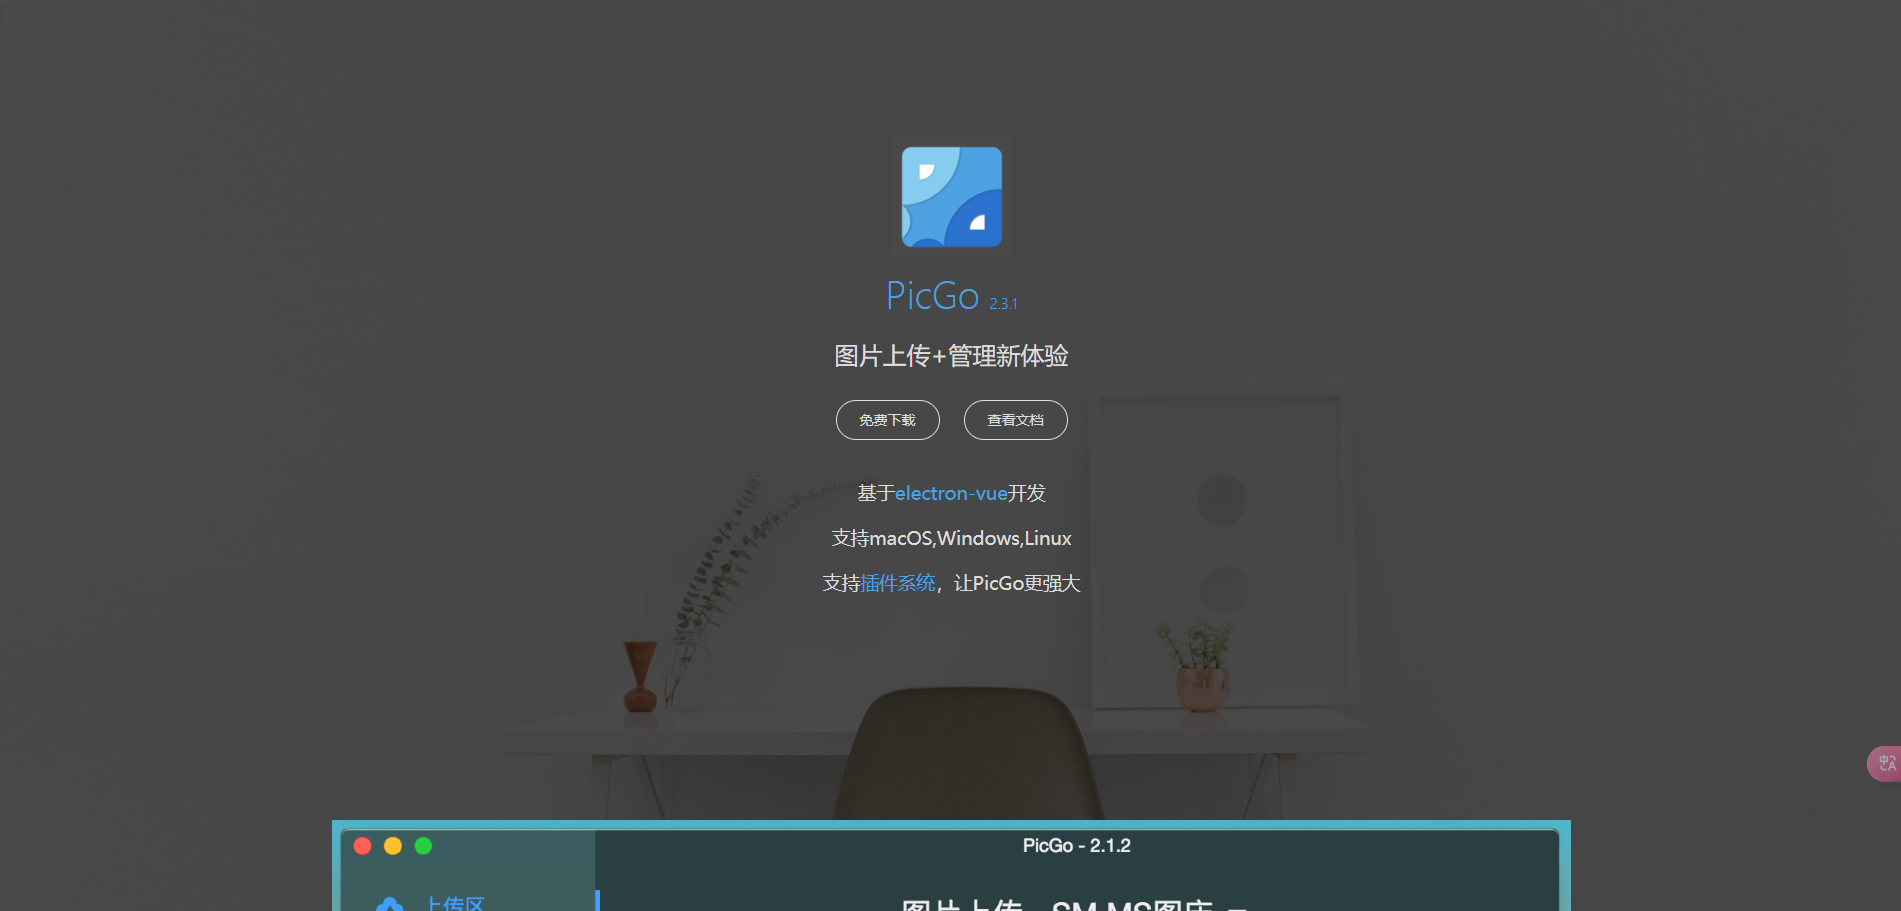 PicGo 2.3.1
图片上传+管理新体验
免费下载 查看文档
基于electron-vue开发
支持macOS,Windows,Linux
支持插件系统，让PicGo更强大
PicGo - 2.1.2
上传区
图片上传 - SM.MS图床